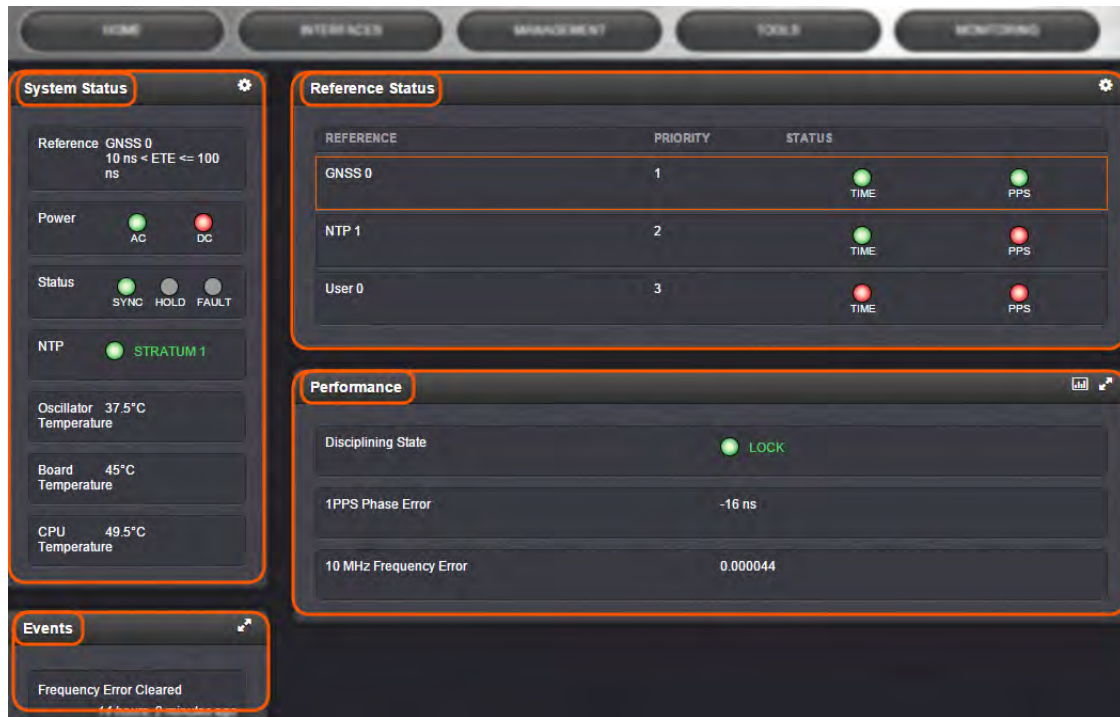 HOME INTERFACES MANAGEMENT TOOLS MONITORING
System Status
Reference GNSS 0
10 ns < ETE <= 100
ns
Power
AC DC
Status
SYNC HOLD FAULT
NTP STRATUM 1
Oscillator 37.5°C
Temperature
Board 45°C
Temperature
CPU 49.5°C
Temperature
Events
Frequency Error Cleared
Reference Status
REFERENCE PRIORITY STATUS
GNSS 0 1
TIME PPS
NTP 1 2
TIME PPS
User 0 3
TIME PPS
Performance
Disciplining State LOCK
1PPS Phase Error -16 ns
10 MHz Frequency Error 0.000044